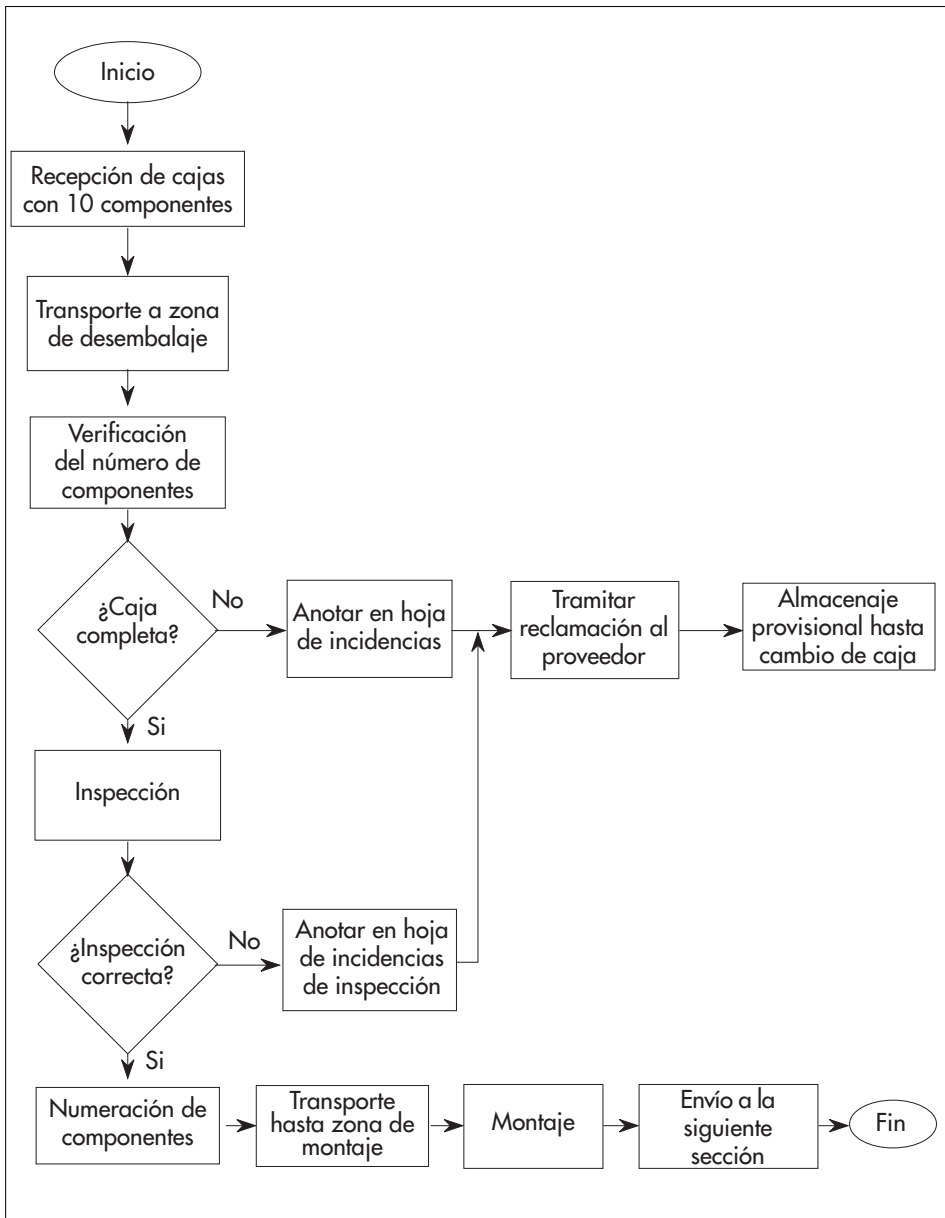 Inicio
Recepción de cajas
con 10 componentes
Transporte a zona
de desembalaje
Verificación
del número de
componentes
¿Caja
completa?
No
Anotar en hoja
de incidencias
Tramitar
reclamación al
proveedor
Almacenaje
provisional hasta
cambio de caja
Si
Inspección
¿Inspección
correcta?
No
Anotar en hoja
de incidencias
de inspección
Si
Numeración de
componentes
Transporte
hasta zona de
montaje
Montaje
Envío a la
siguiente
sección
Fin